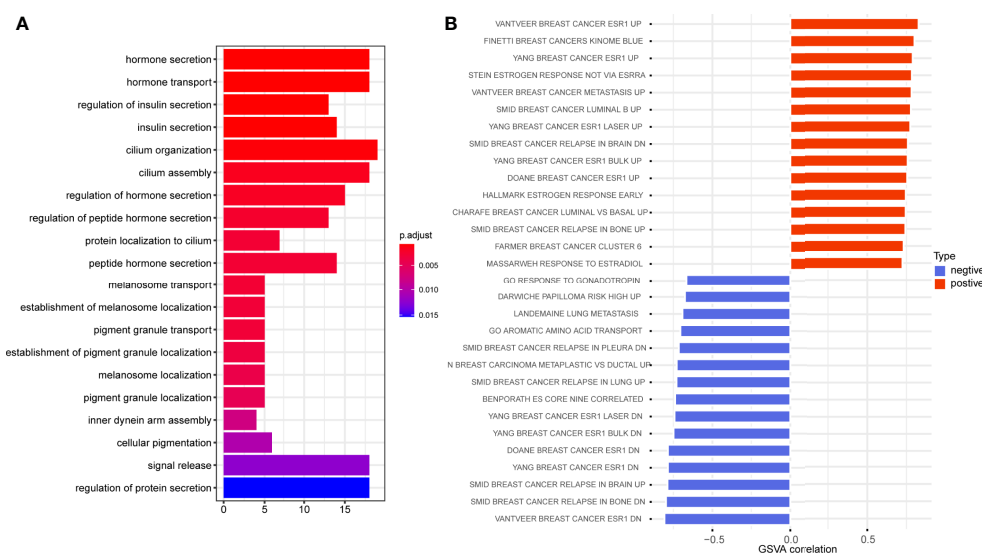 A
hormone secretion
hormone transport
regulation of insulin secretion
insulin secretion
cilium organization
cilium assembly
regulation of hormone secretion
regulation of peptide hormone secretion
protein localization to cilium
peptide hormone secretion
melanosome transport
establishment of melanosome localization
pigment granule transport
establishment of pigment granule localization
melanosome localization
pigment granule localization
inner dynein arm assembly
cellular pigmentation
signal release
regulation of protein secretion
0 5 10 15
p.adjust
0.005
0.010
0.015
B
VANTVEER BREAST CANCER ESR1 UP
FINETTI BREAST CANCERS KINOME BLUE
YANG BREAST CANCER ESR1 UP
STEIN ESTROGEN RESPONSE NOT VIA ESRRA
VANTVEER BREAST CANCER METASTASIS UP
SMID BREAST CANCER LUMINAL B UP
YANG BREAST CANCER ESR1 LASER UP
SMID BREAST CANCER RELAPSE IN BRAIN DN
YANG BREAST CANCER ESR1 BULK UP
DOANE BREAST CANCER ESR1 UP
HALLMARK ESTROGEN RESPONSE EARLY
CHARAFE BREAST CANCER LUMINAL VS BASAL UP
SMID BREAST CANCER RELAPSE IN BONE UP
FARMER BREAST CANCER CLUSTER 6
MASSARWEH RESPONSE TO ESTRADIOL
GO RESPONSE TO GONADOTROPIN
DARWICHE PAPILLOMA RISK HIGH UP
LANDEMAINE LUNG METASTASIS
GO AROMATIC AMINO ACID TRANSPORT
SMID BREAST CANCER RELAPSE IN PLEURA DN
N BREAST CARCINOMA METAPLASTIC VS DUCTAL UP
SMID BREAST CANCER RELAPSE IN LUNG UP
BENPORATH ES CORE NINE CORRELATED
YANG BREAST CANCER ESR1 LASER DN
YANG BREAST CANCER ESR1 BULK DN
DOANE BREAST CANCER ESR1 DN
YANG BREAST CANCER ESR1 DN
SMID BREAST CANCER RELAPSE IN BRAIN UP
SMID BREAST CANCER RELAPSE IN BONE DN
VANTVEER BREAST CANCER ESR1 DN
−0.5 0.0 0.5
GSVA correlation
Type
negtive
postive